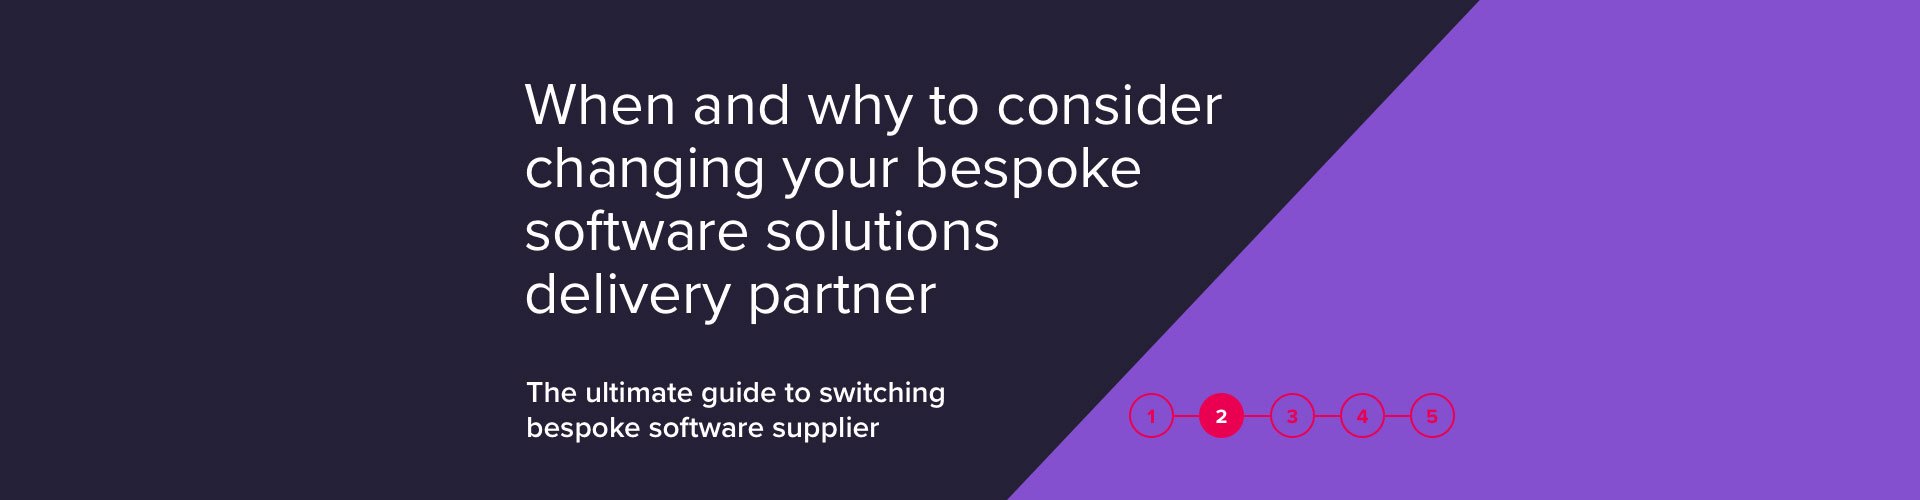 When and why to consider
changing your bespoke
software solutions
delivery partner
The ultimate guide to switching
bespoke software supplier
1 2 3 4 5